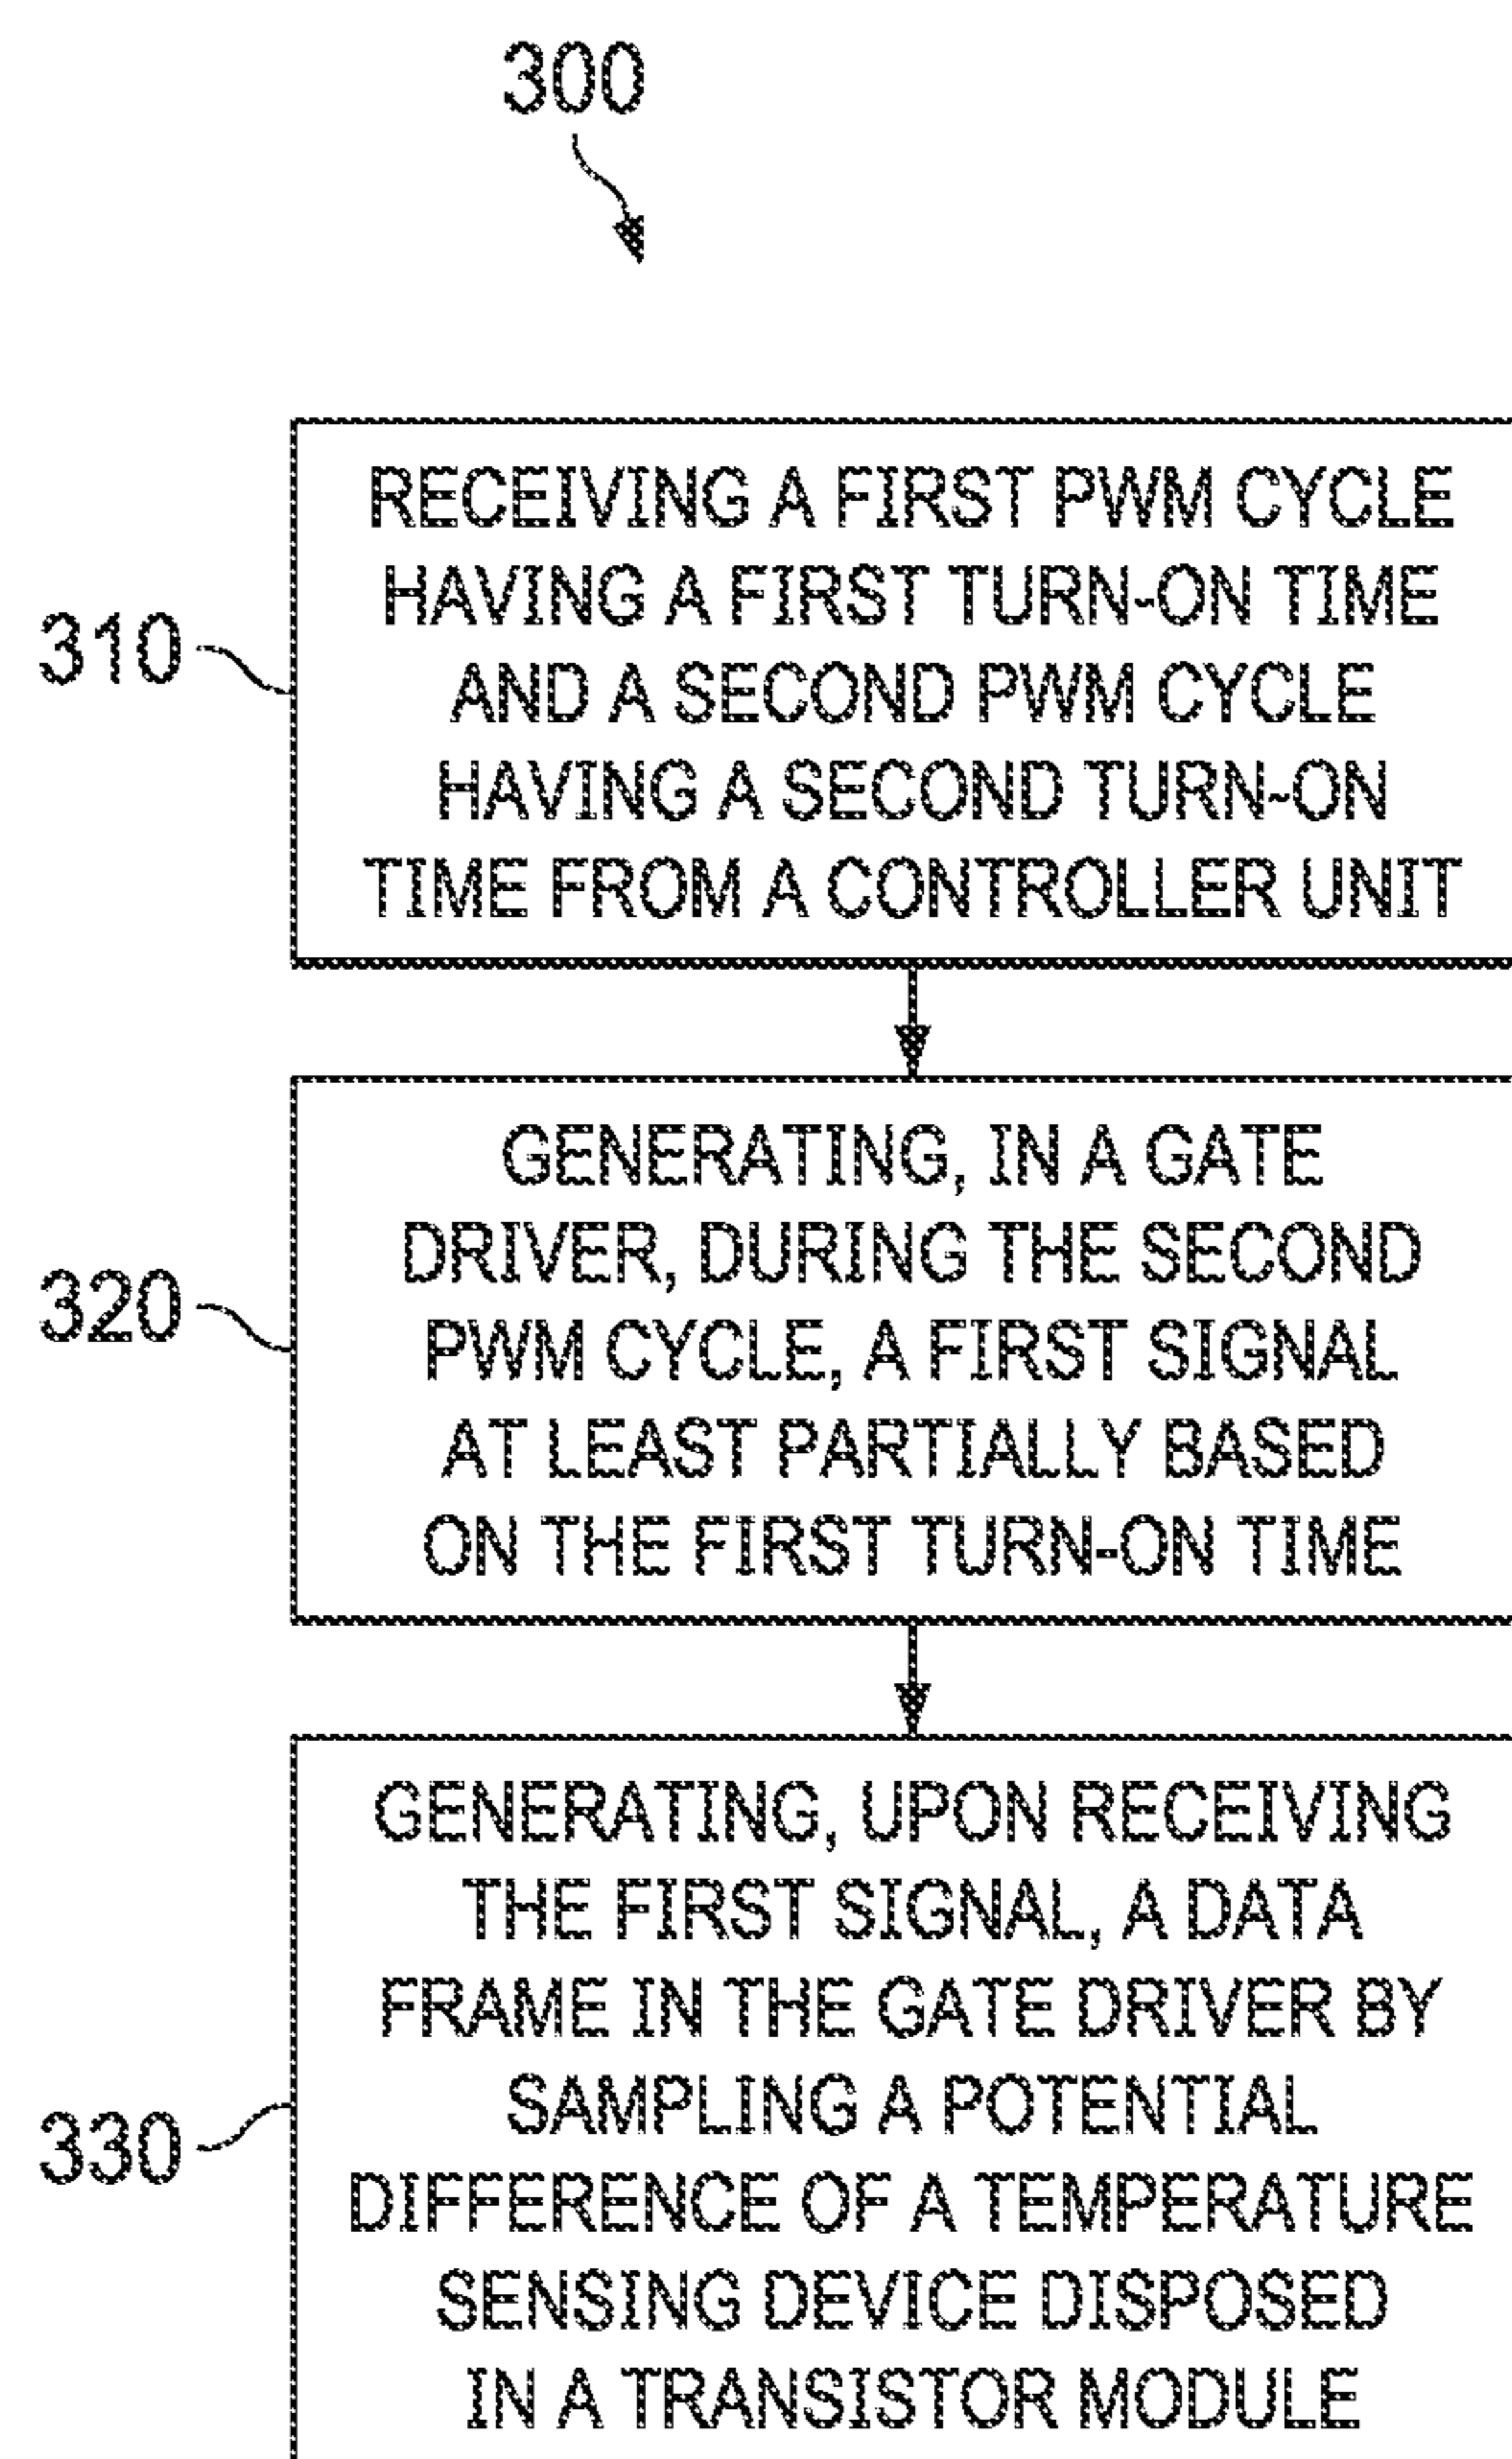 300
310
RECEIVING A FIRST PWM CYCLE
HAVING A FIRST TURN-ON TIME
AND A SECOND PWM CYCLE
HAVING A SECOND TURN-ON
TIME FROM A CONTROLLER UNIT
320
GENERATING, IN A GATE
DRIVER, DURING THE SECOND
PWM CYCLE, A FIRST SIGNAL
AT LEAST PARTIALLY BASED
ON THE FIRST TURN-ON TIME
330
GENERATING, UPON RECEIVING
THE FIRST SIGNAL, A DATA
FRAME IN THE GATE DRIVER BY
SAMPLING A POTENTIAL
DIFFERENCE OF A TEMPERATURE
SENSING DEVICE DISPOSED
IN A TRANSISTOR MODULE